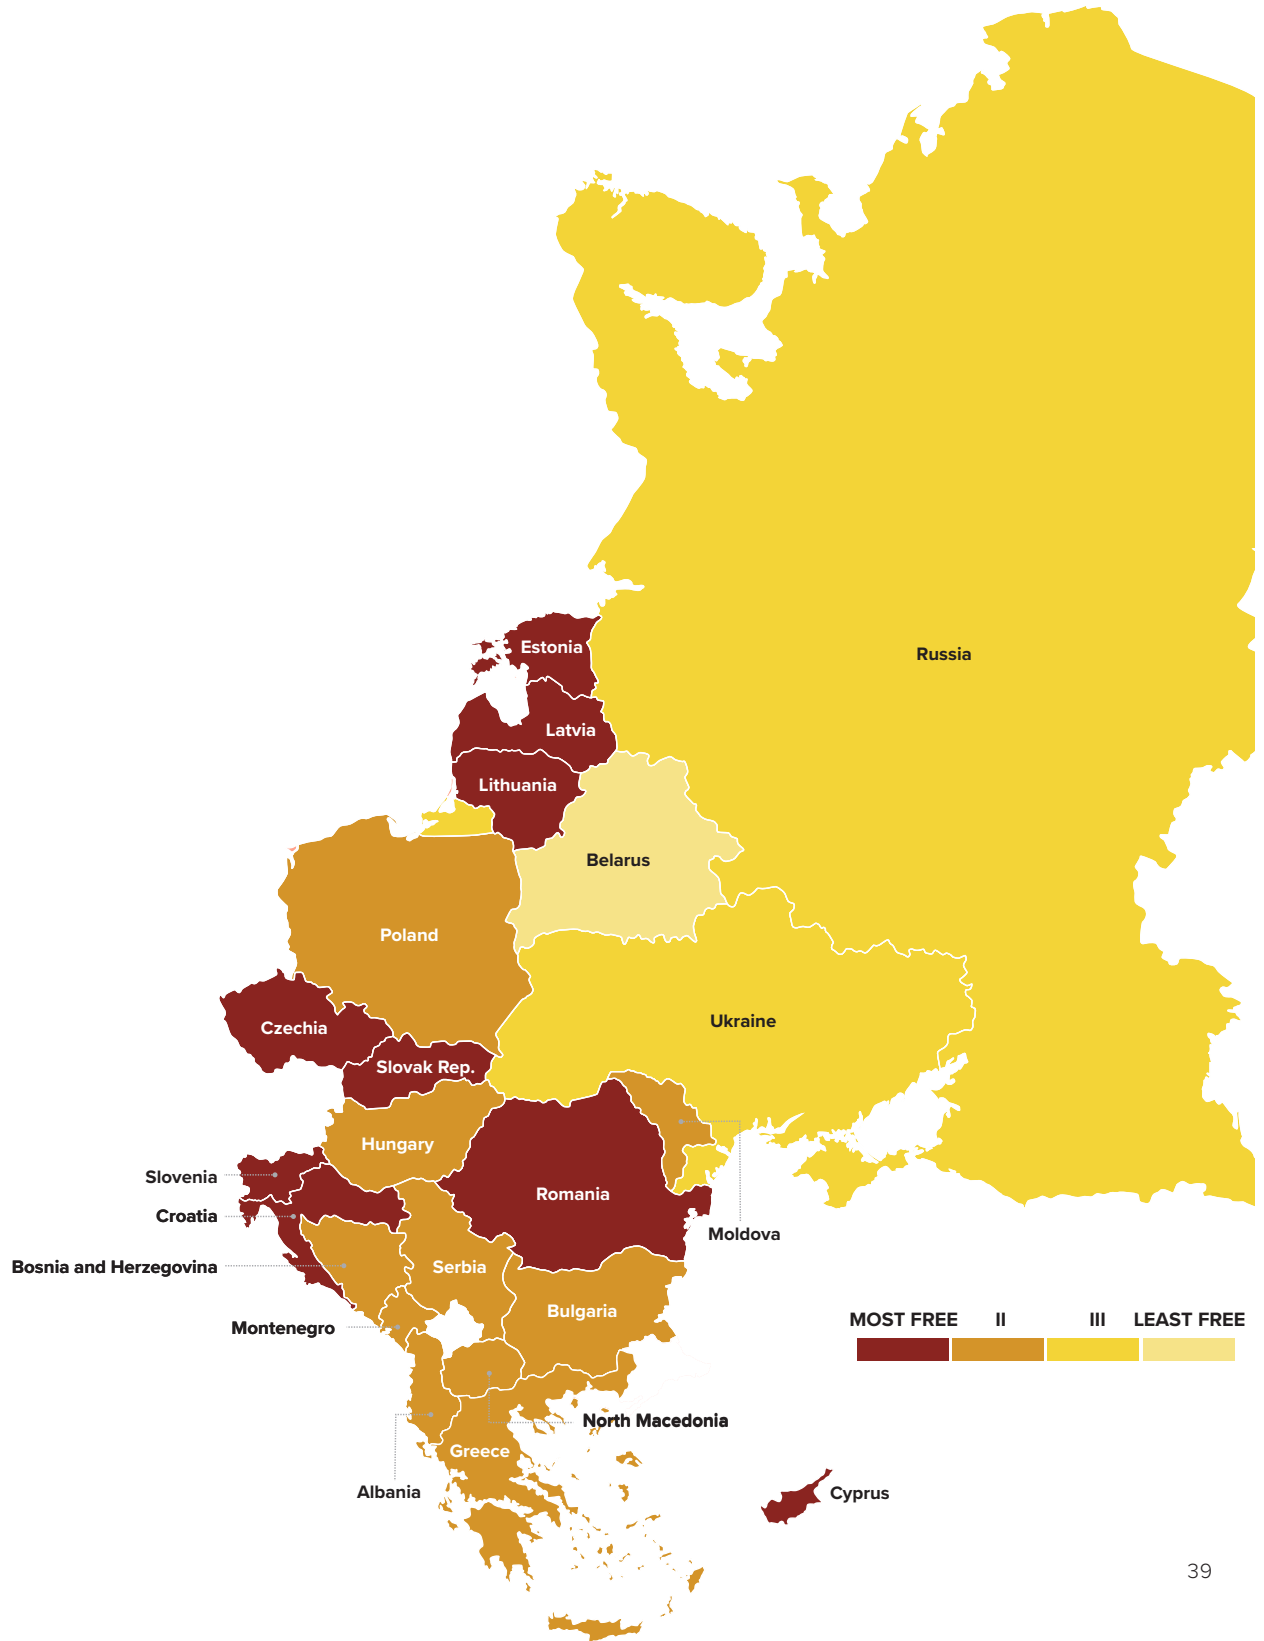 Estonia
Russia
Latvia
Lithuania
Belarus
Poland
Ukraine
Czechia
Slovak Rep.
Hungary
Slovenia
Romania
Croatia
Moldova
Bosnia and Herzegovina
Serbia
Bulgaria
MOST FREE II III LEAST FREE
Montenegro
North Macedonia
Greece
Albania
Cyprus
39